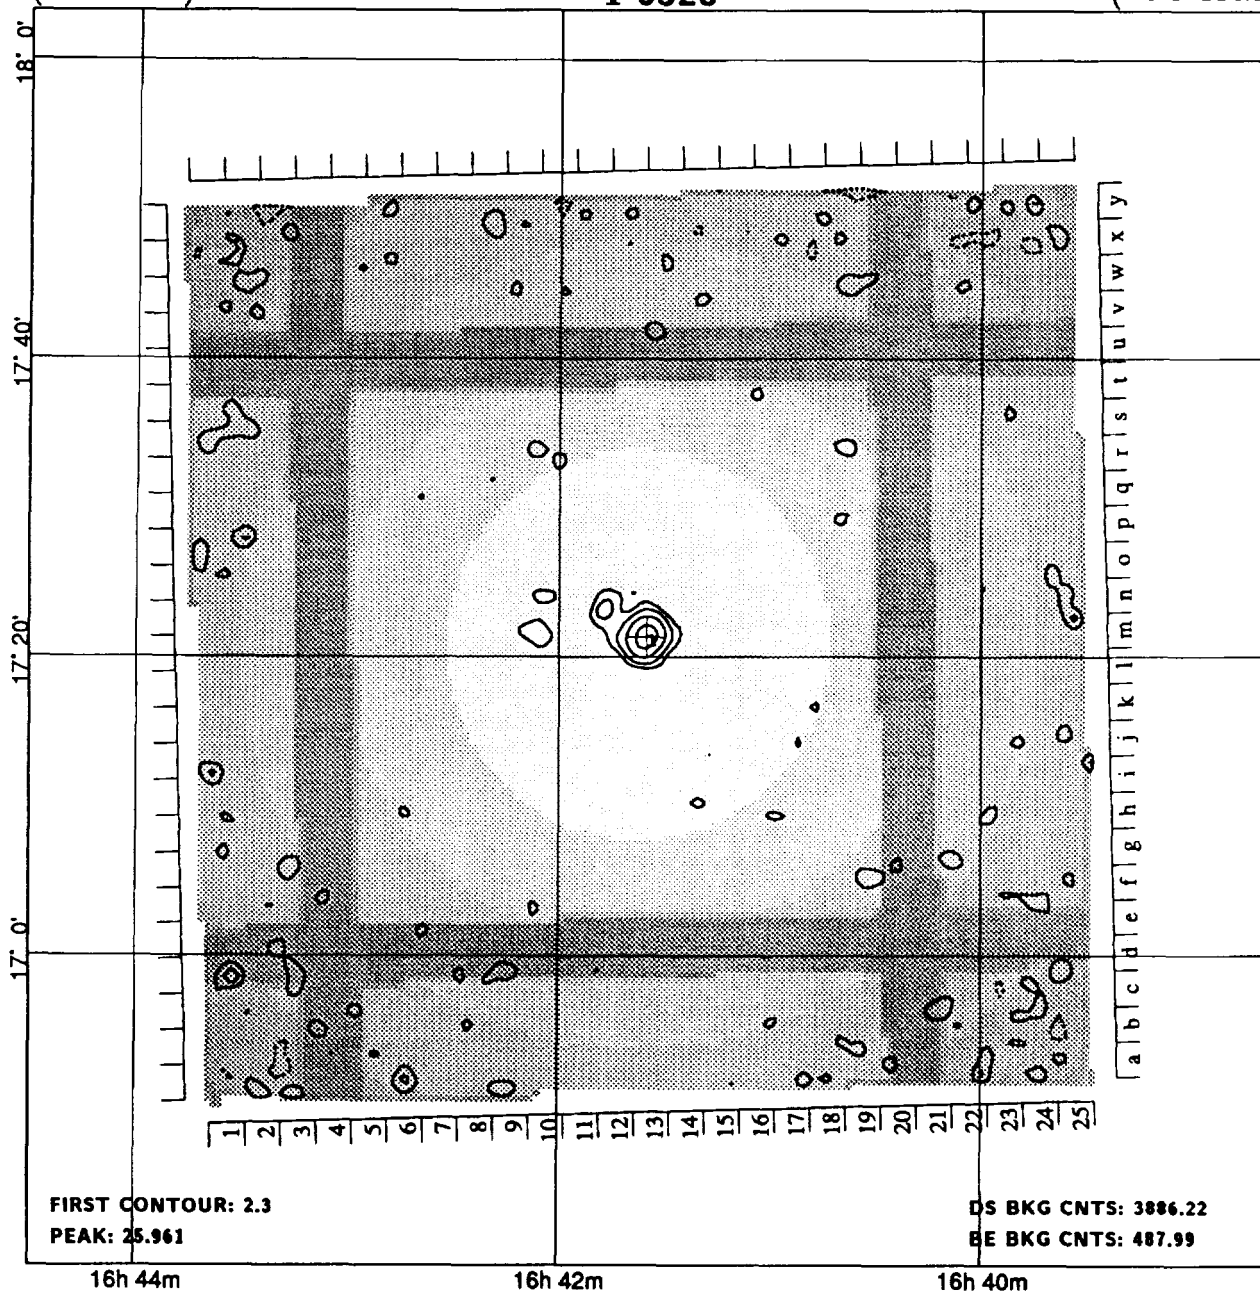 18° 0'
17° 40'
17° 20'
17° 0'
y
x
w
v
u
t
s
r
q
p
o
n
m
l
k
j
i
h
g
f
e
d
c
b
a
1 2 3 4 5 6 7 8 9 10 11 12 13 14 15 16 17 18 19 20 21 22 23 24 25
FIRST CONTOUR: 2.3
DS BKG CNTS: 3886.22
PEAK: 25.961
BE BKG CNTS: 487.99
16h 44m 16h 42m 16h 40m